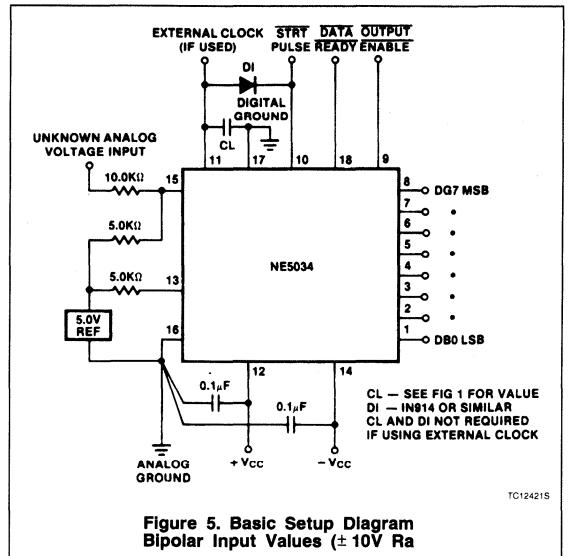 EXTERNAL CLOCK
(IF USED)
STRT
PULSE
DATA
READY
OUTPUT
ENABLE
DI
DIGITAL
GROUND
CL
UNKNOWN ANALOG
VOLTAGE INPUT
11
17
10
18
9
10.0KΩ
15
5.0KΩ
5.0KΩ
13
5.0V
REF
16
NE5034
8
DG7 MSB
7
6
5
4
3
2
1
DB0 LSB
12
14
0.1μF
0.1μF
ANALOG
GROUND
+ VCC
− VCC
CL — SEE FIG 1 FOR VALUE
DI — IN914 OR SIMILAR
CL AND DI NOT REQUIRED
IF USING EXTERNAL CLOCK
TC12421S
Figure 5. Basic Setup Diagram
Bipolar Input Values (± 10V Ra